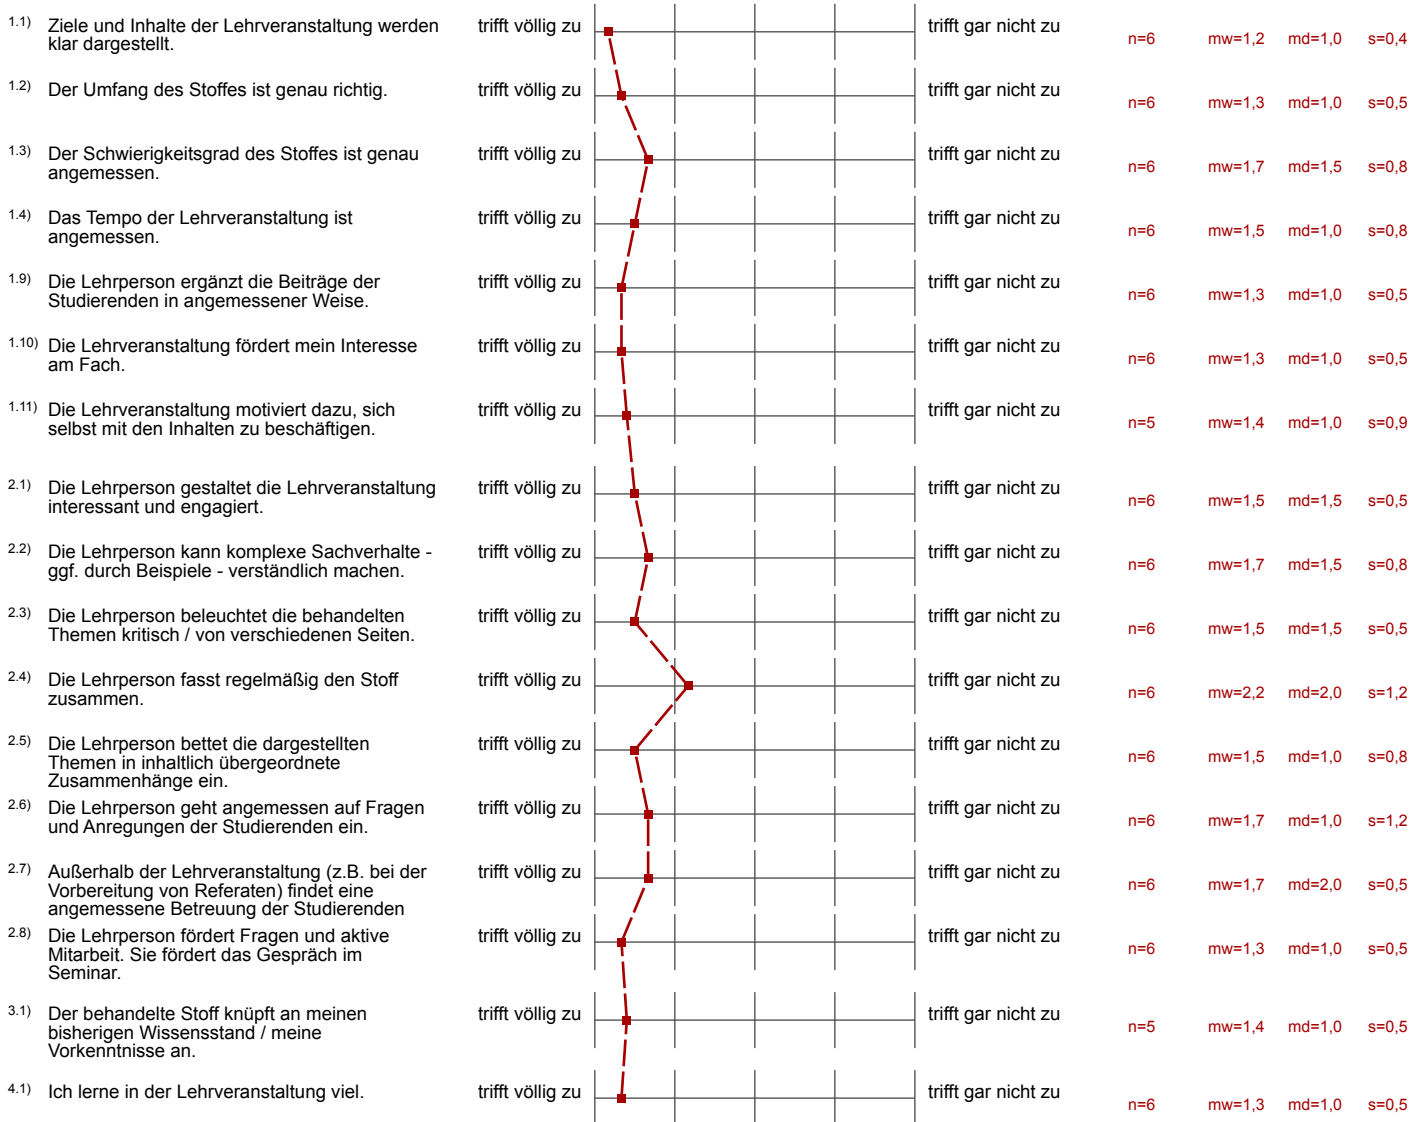 1.1) Ziele und Inhalte der Lehrveranstaltung werden trifft völlig zu trifft gar nicht zu
klar dargestellt. n=6 mw=1,2 md=1,0 s=0,4
1.2) Der Umfang des Stoffes ist genau richtig. trifft völlig zu trifft gar nicht zu
n=6 mw=1,3 md=1,0 s=0,5
1.3) Der Schwierigkeitsgrad des Stoffes ist genau trifft völlig zu trifft gar nicht zu
angemessen. n=6 mw=1,7 md=1,5 s=0,8
1.4) Das Tempo der Lehrveranstaltung ist trifft völlig zu trifft gar nicht zu
angemessen. n=6 mw=1,5 md=1,0 s=0,8
1.9) Die Lehrperson ergänzt die Beiträge der trifft völlig zu trifft gar nicht zu
Studierenden in angemessener Weise. n=6 mw=1,3 md=1,0 s=0,5
1.10) Die Lehrveranstaltung fördert mein Interesse trifft völlig zu trifft gar nicht zu
am Fach. n=6 mw=1,3 md=1,0 s=0,5
1.11) Die Lehrveranstaltung motiviert dazu, sich trifft völlig zu trifft gar nicht zu
selbst mit den Inhalten zu beschäftigen. n=5 mw=1,4 md=1,0 s=0,9
2.1) Die Lehrperson gestaltet die Lehrveranstaltung trifft völlig zu trifft gar nicht zu
interessant und engagiert. n=6 mw=1,5 md=1,5 s=0,5
2.2) Die Lehrperson kann komplexe Sachverhalte - trifft völlig zu trifft gar nicht zu
ggf. durch Beispiele - verständlich machen. n=6 mw=1,7 md=1,5 s=0,8
2.3) Die Lehrperson beleuchtet die behandelten trifft völlig zu trifft gar nicht zu
Themen kritisch / von verschiedenen Seiten. n=6 mw=1,5 md=1,5 s=0,5
2.4) Die Lehrperson fasst regelmäßig den Stoff trifft völlig zu trifft gar nicht zu
zusammen. n=6 mw=2,2 md=2,0 s=1,2
2.5) Die Lehrperson bettet die dargestellten trifft völlig zu trifft gar nicht zu
Themen in inhaltlich übergeordnete n=6 mw=1,5 md=1,0 s=0,8
Zusammenhänge ein.
2.6) Die Lehrperson geht angemessen auf Fragen trifft völlig zu trifft gar nicht zu
und Anregungen der Studierenden ein. n=6 mw=1,7 md=1,0 s=1,2
2.7) Außerhalb der Lehrveranstaltung (z.B. bei der trifft völlig zu trifft gar nicht zu
Vorbereitung von Referaten) findet eine n=6 mw=1,7 md=2,0 s=0,5
angemessene Betreuung der Studierenden
2.8) Die Lehrperson fördert Fragen und aktive trifft völlig zu trifft gar nicht zu
Mitarbeit. Sie fördert das Gespräch im n=6 mw=1,3 md=1,0 s=0,5
Seminar.
3.1) Der behandelte Stoff knüpft an meinen trifft völlig zu trifft gar nicht zu
bisherigen Wissensstand / meine n=5 mw=1,4 md=1,0 s=0,5
Vorkenntnisse an.
4.1) Ich lerne in der Lehrveranstaltung viel. trifft völlig zu trifft gar nicht zu
n=6 mw=1,3 md=1,0 s=0,5